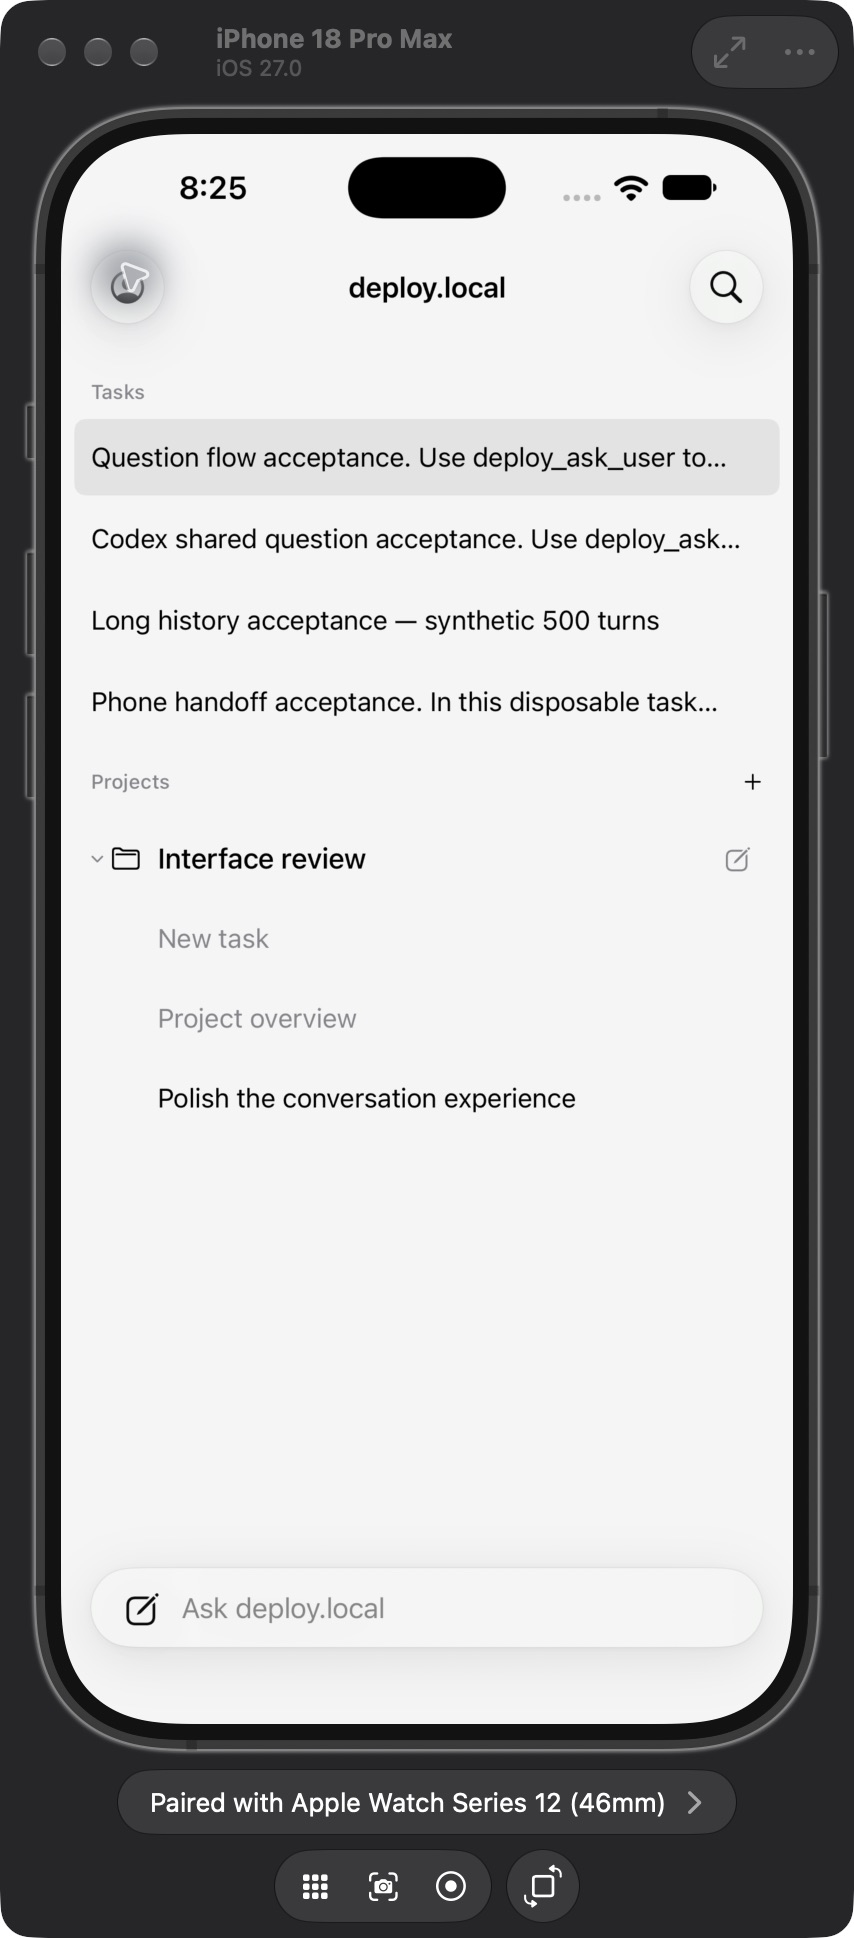 iPhone 18 Pro Max
iOS 27.0
8:25
deploy.local
Tasks
Question flow acceptance. Use deploy_ask_user to...
Codex shared question acceptance. Use deploy_ask...
Long history acceptance — synthetic 500 turns
Phone handoff acceptance. In this disposable task...
Projects
Interface review
New task
Project overview
Polish the conversation experience
Ask deploy.local
Paired with Apple Watch Series 12 (46mm)